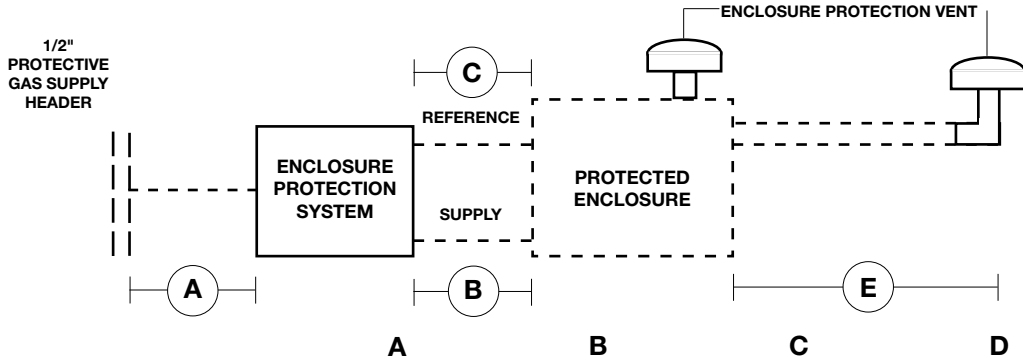 ENCLOSURE PROTECTION VENT
1/2"
PROTECTIVE
GAS SUPPLY
HEADER
C
REFERENCE
ENCLOSURE
PROTECTION
SYSTEM
PROTECTED
ENCLOSURE
SUPPLY
A
B
E
A B C D